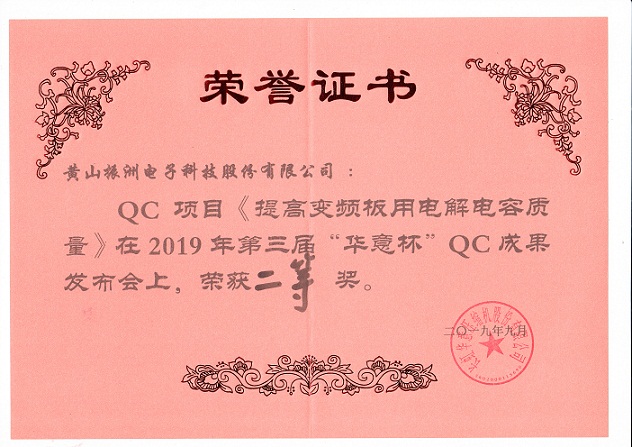 荣誉证书
黄山振洲电子科技股份有限公司：
QC 项目《提高变频板用电解电容质
量》在 2019 年第三届“华意杯”QC 成果
发布会上，荣获二等 奖。
二〇一九年九月